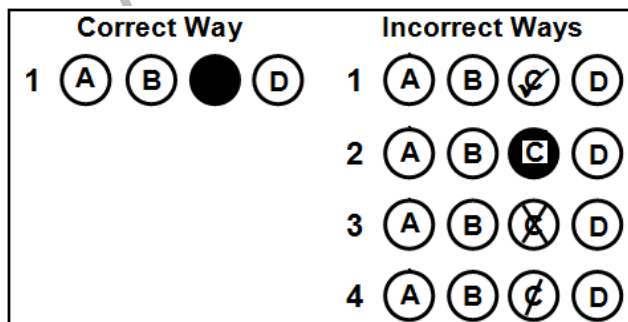 Correct Way
1 A B D
Incorrect Ways
1 A B C D
2 A B C D
3 A B C D
4 A B C D